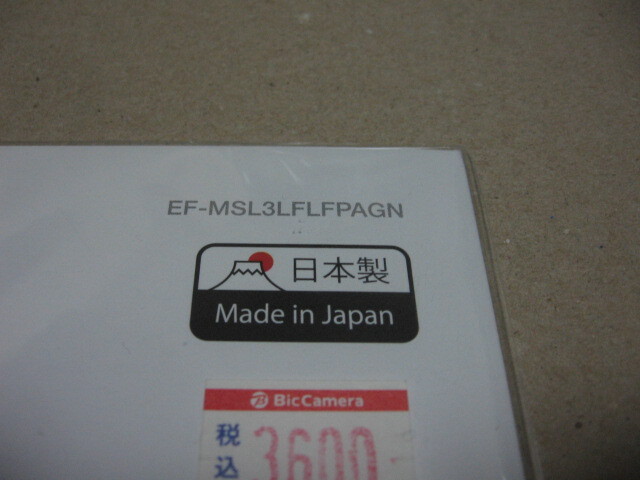 EF-MSL3LFLFPAGN
日本製
Made in Japan
BicCamera
税込
3600